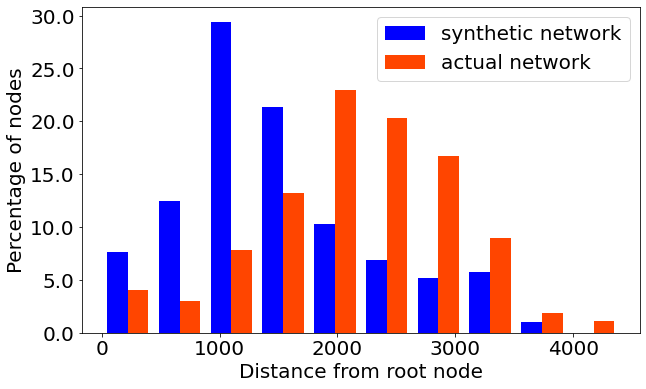 synthetic network
actual network
Percentage of nodes
30.0
25.0
20.0
15.0
10.0
5.0
0.0
0 1000 2000 3000 4000
Distance from root node